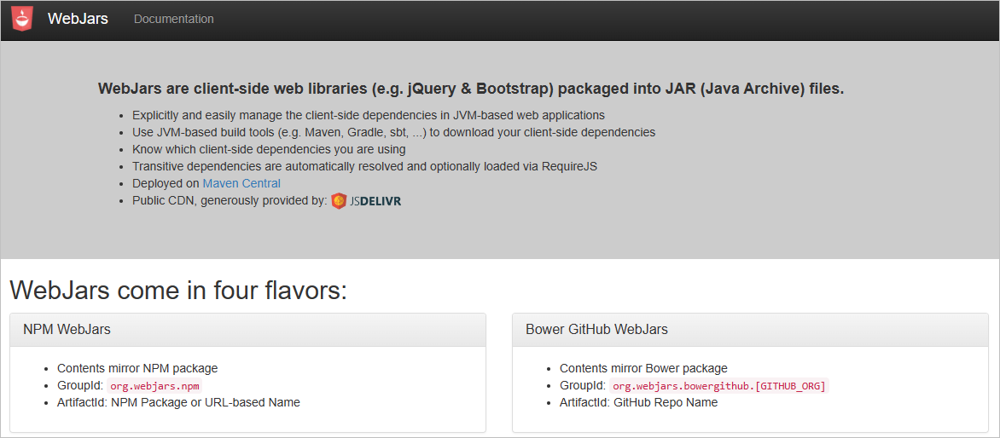 WebJars Documentation
WebJars are client-side web libraries (e.g. jQuery & Bootstrap) packaged into JAR (Java Archive) files.
• Explicitly and easily manage the client-side dependencies in JVM-based web applications
• Use JVM-based build tools (e.g. Maven, Gradle, sbt, ...) to download your client-side dependencies
• Know which client-side dependencies you are using
• Transitive dependencies are automatically resolved and optionally loaded via RequireJS
• Deployed on Maven Central
• Public CDN, generously provided by: JSDELIVR
WebJars come in four flavors:
NPM WebJars
• Contents mirror NPM package
• GroupId: org.webjars.npm
• ArtifactId: NPM Package or URL-based Name
Bower GitHub WebJars
• Contents mirror Bower package
• GroupId: org.webjars.bowergithub.[GITHUB_ORG]
• ArtifactId: GitHub Repo Name